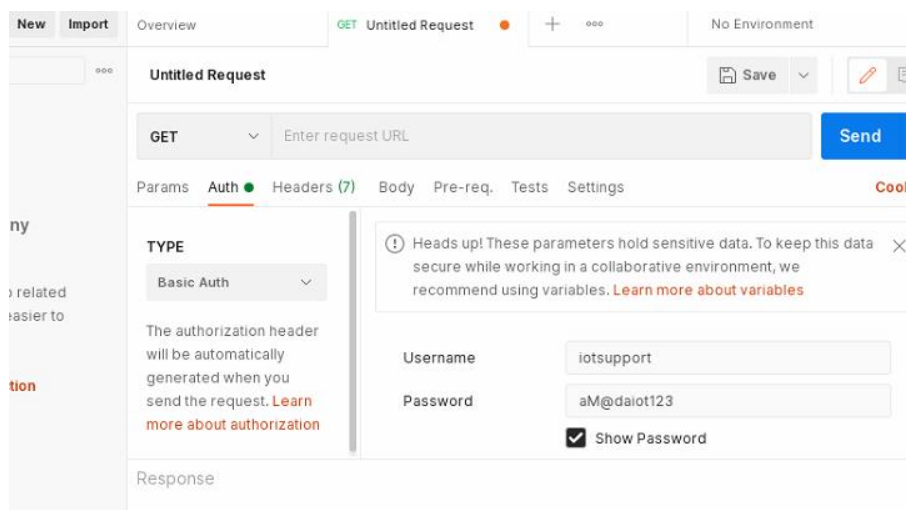 New Import Overview GET Untitled Request + ooo No Environment
ooo Untitled Request Save
GET Enter request URL Send
Params Auth Headers (7) Body Pre-req. Tests Settings
ny
TYPE
Basic Auth
related
easier to
tion
The authorization header
will be automatically
generated when you
send the request. Learn
more about authorization
Heads up! These parameters hold sensitive data. To keep this data
secure while working in a collaborative environment, we
recommend using variables. Learn more about variables
Username iotsupport
Password aM@daiot123
Show Password
Response